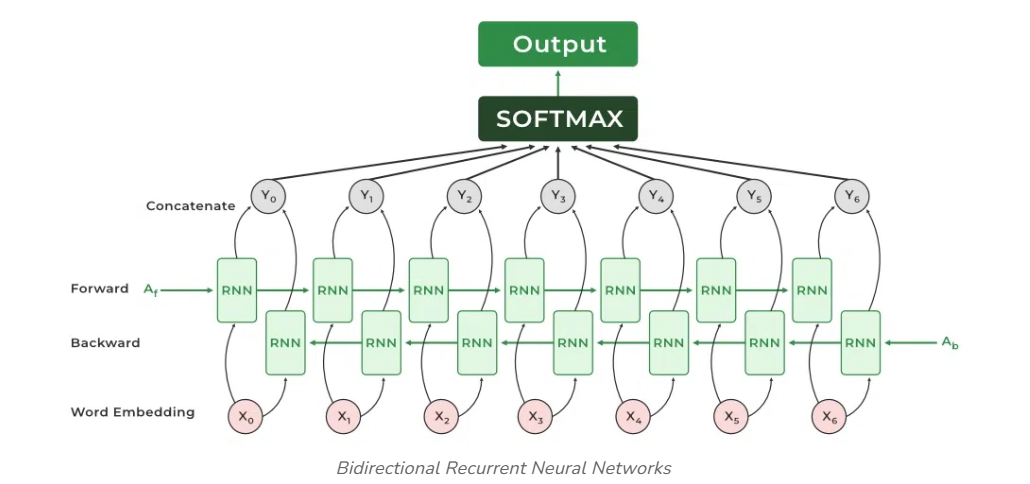 Output
SOFTMAX
Concatenate Y0 Y1 Y2 Y3 Y4 Y5 Y6
Forward Af RNN RNN RNN RNN RNN RNN RNN
Backward RNN RNN RNN RNN RNN RNN RNN Ab
Word Embedding X0 X1 X2 X3 X4 X5 X6
Bidirectional Recurrent Neural Networks